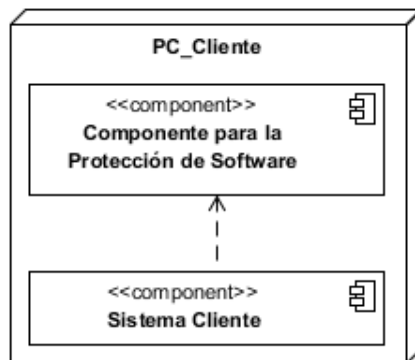 PC_Cliente
<<component>>
Componente para la
Protección de Software
<<component>>
Sistema Cliente